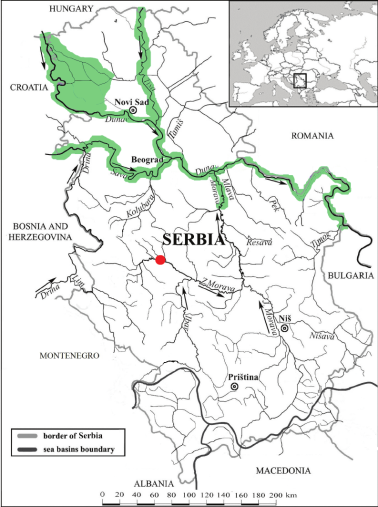 HUNGARY
CROATIA
Novi Sad
Dunav
Tisa
Tamiš
ROMANIA
Beograd
Sava
Drina
Dunav
Kolubara
Morava
Mlava
Pek
BOSNIA AND
HERZEGOVINA
SERBIA
Resava
Timok
BULGARIA
Drina
Lim
Z. Morava
Ibar
J. Morava
Niš
Nišava
MONTENEGRO
Priština
border of Serbia
sea basins boundary
MACEDONIA
ALBANIA
0 20 40 60 80 100 120 140 160 180 200 km